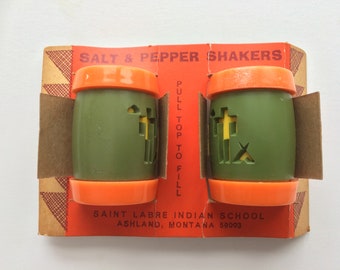 SALT & PEPPER SHAKERS
PULL TOP TO FILL
SAINT LABRE INDIAN SCHOOL
ASHLAND, MONTANA 59003